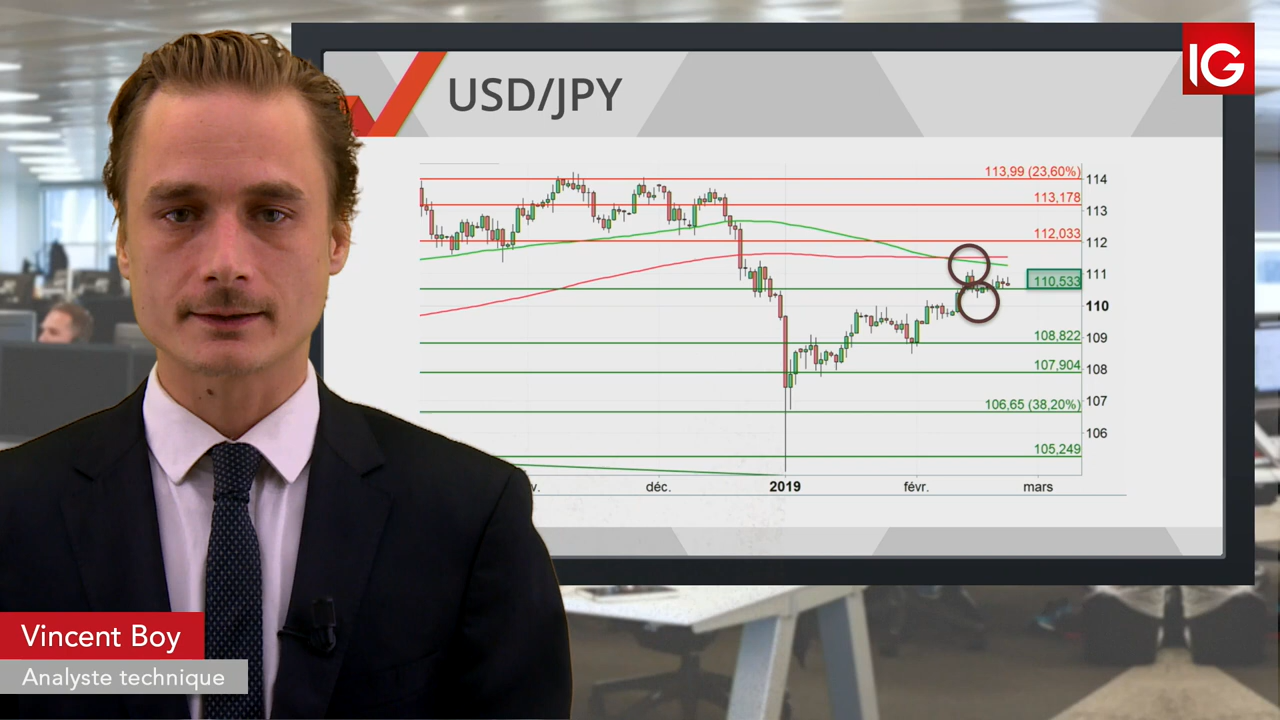 USD/JPY
IG
113,99 (23,60%)
114
113,178
113
112,033
112
111
110,533
110
108,822
109
107,904
108
106,65 (38,20%)
107
106
105,249
v.
déc.
2019
févr.
mars
Vincent Boy
Analyste technique